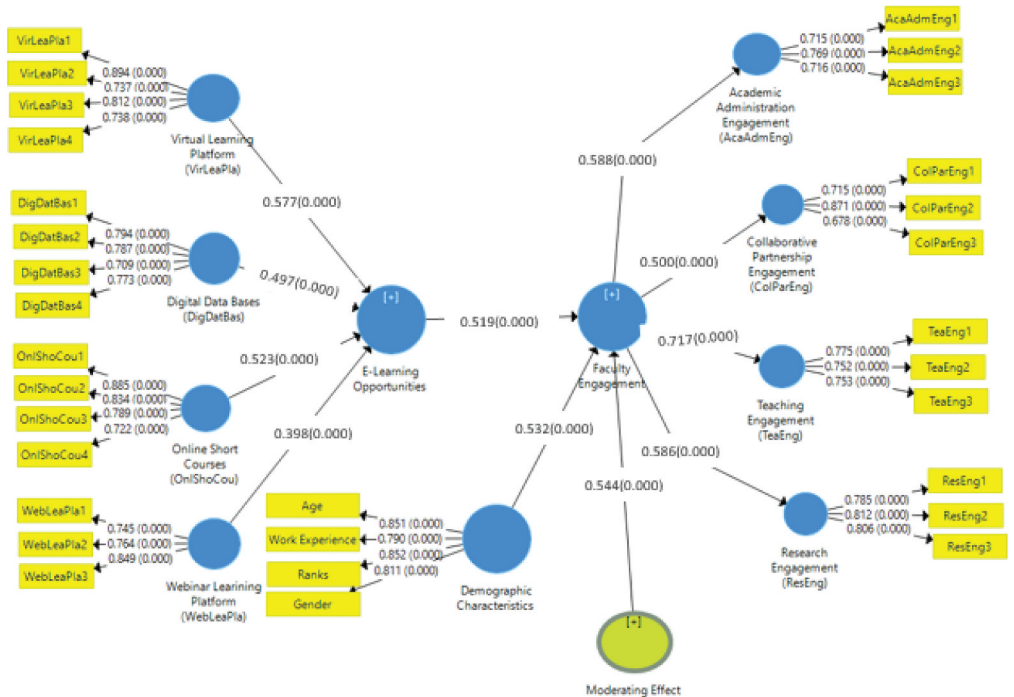 VirLeaPla1
VirLeaPla2
VirLeaPla3
VirLeaPla4
0.894 (0.000)
0.737 (0.000)
0.812 (0.000)
0.738 (0.000)
Virtual Learning
Platform
(VirLeaPla)
0.577(0.000)
DigDatBas1
DigDatBas2
DigDatBas3
DigDatBas4
0.794 (0.000)
0.787 (0.000)
0.709 (0.000)
0.773 (0.000)
Digital Data Bases
(DigDatBas)
0.497(0.000)
OnlShoCou1
OnlShoCou2
OnlShoCou3
OnlShoCou4
0.885 (0.000)
0.834 (0.000)
0.789 (0.000)
0.722 (0.000)
Online Short
Courses
(OnlShoCou)
0.523(0.000)
WebLeaPla1
WebLeaPla2
WebLeaPla3
0.745 (0.000)
0.764 (0.000)
0.849 (0.000)
Webinar Learining
Platform
(WebLeaPla)
0.398(0.000)
[+]
E-Learning
Opportunities
0.519(0.000)
Age
Work Experience
Ranks
Gender
0.851 (0.000)
0.790 (0.000)
0.852 (0.000)
0.811 (0.000)
Demographic
Characteristics
0.532(0.000)
[+]
Faculty
Engagement
0.544(0.000)
[+]
Moderating Effect
0.588(0.000)
Academic
Administration
Engagement
(AcaAdmEng)
0.715 (0.000)
0.769 (0.000)
0.716 (0.000)
AcaAdmEng1
AcaAdmEng2
AcaAdmEng3
0.500(0.000)
Collaborative
Partnership
Engagement
(ColParEng)
0.715 (0.000)
0.871 (0.000)
0.678 (0.000)
ColParEng1
ColParEng2
ColParEng3
0.717(0.000)
Teaching
Engagement
(TeaEng)
0.775 (0.000)
0.752 (0.000)
0.753 (0.000)
TeaEng1
TeaEng2
TeaEng3
0.586(0.000)
Research
Engagement
(ResEng)
0.785 (0.000)
0.812 (0.000)
0.806 (0.000)
ResEng1
ResEng2
ResEng3